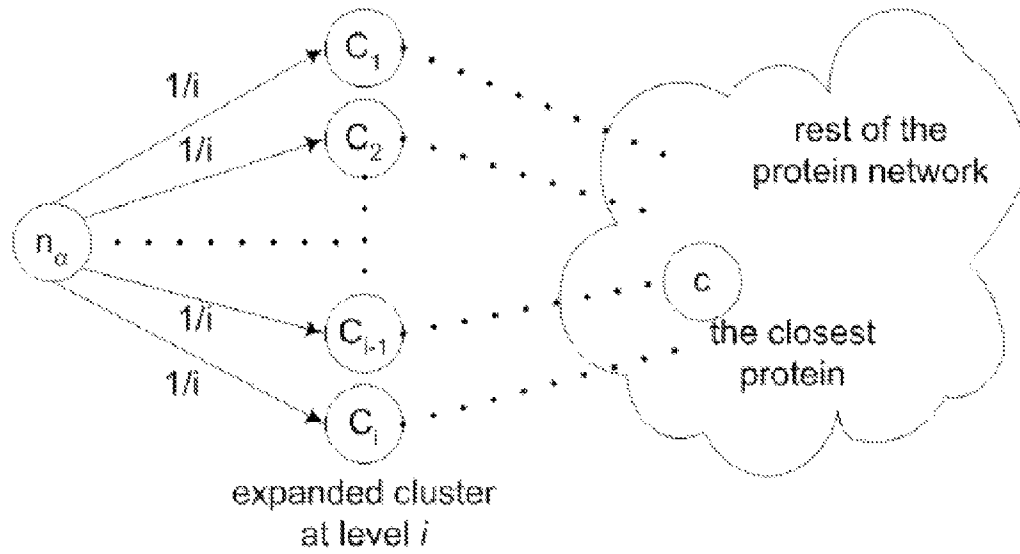 C₁
1/i
1/i
C₂
rest of the
protein network
nα
c
1/i
Cᵢ₋₁
the closest
protein
1/i
Cᵢ
expanded cluster
at level i